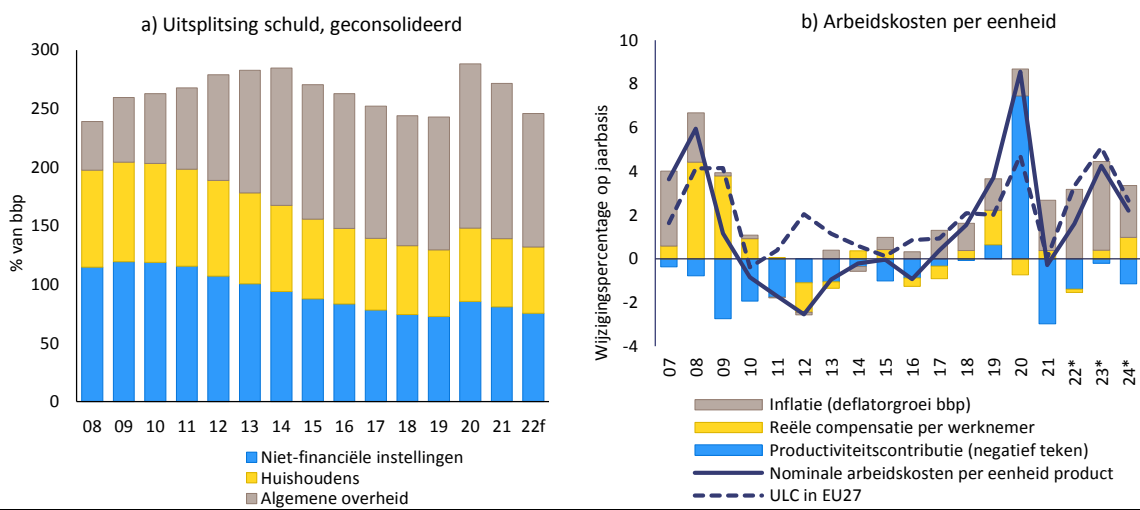 a) Uitsplitsing schuld, geconsolideerd
% van bbp
300
250
200
150
100
50
0
08 09 10 11 12 13 14 15 16 17 18 19 20 21 22f
Niet-financiële instellingen
Huishoudens
Algemene overheid
b) Arbeidskosten per eenheid
Wijzigingspercentage op jaarbasis
10
8
6
4
2
0
-2
-4
07 08 09 10 11 12 13 14 15 16 17 18 19 20 21 22* 23* 24*
Inflatie (deflatorgroei bbp)
Reële compensatie per werknemer
Productiviteitscontributie (negatief teken)
Nominale arbeidskosten per eenheid product
ULC in EU27